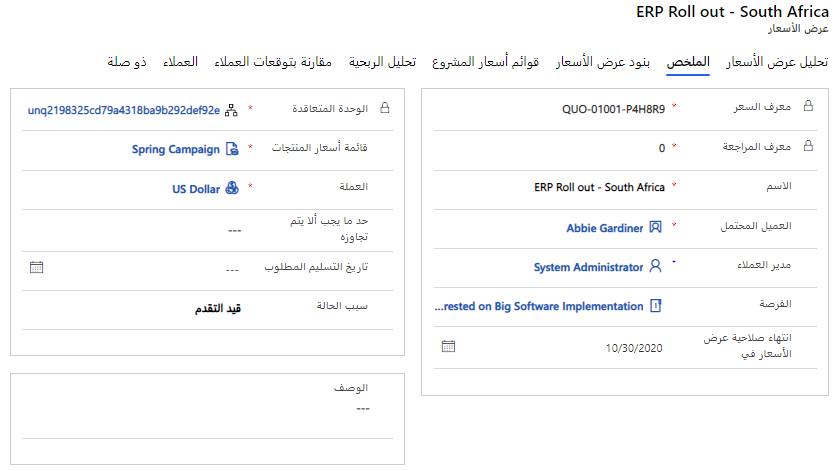 ERP Roll out - South Africa
عرض الأسعار
تحليل عرض الأسعار الملخص بنود عرض الأسعار قوائم أسعار المشروع تحليل الربحية مقارنة بتوقعات العملاء العملاء ذو صلة
معرف السعر * QUO-01001-P4H8R9
معرف المراجعة * 0
الاسم * ERP Roll out - South Africa
العميل المحتمل * Abbie Gardiner
مدير العملاء System Administrator
الفرصة ...rested on Big Software Implementation
انتهاء صلاحية عرض
الأسعار في
10/30/2020
الوحدة المتعاقدة * unq2198325cd79a4318ba9b292def92e
قائمة أسعار المنتجات * Spring Campaign
العملة * US Dollar
حد ما يجب ألا يتم
تجاوزه
---
تاريخ التسليم المطلوب ---
سبب الحالة قيد التقدم
الوصف
---